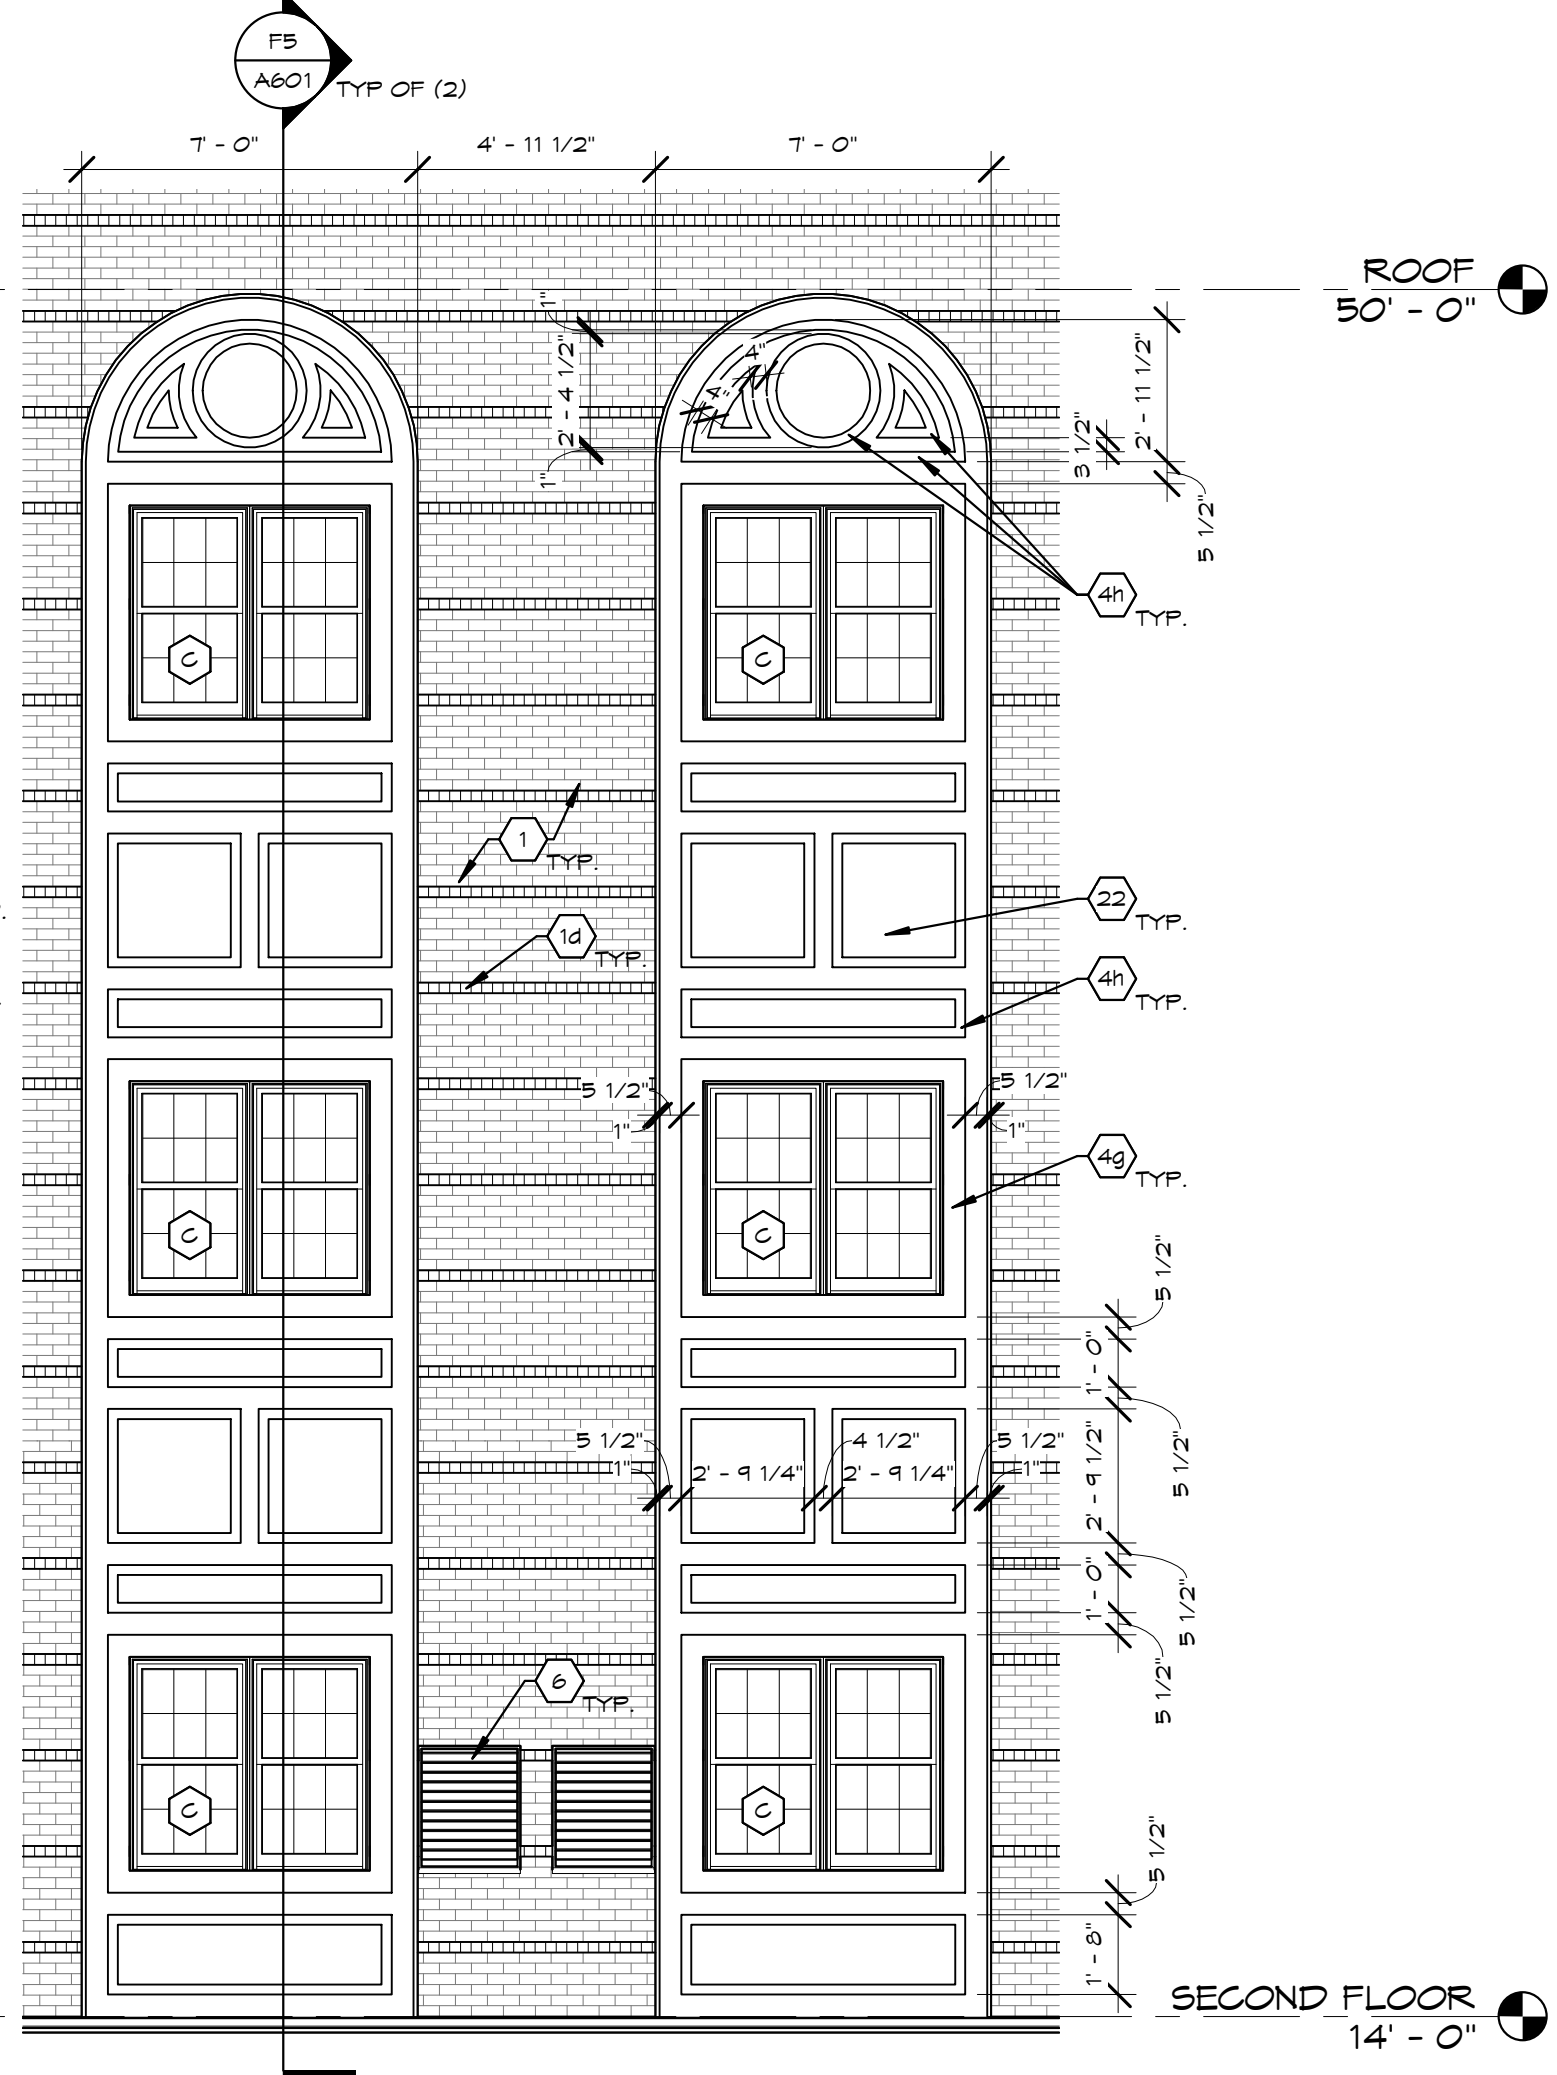 F5
A601
TYP OF (2)
7' - 0"
4' - 11 1/2"
7' - 0"
ROOF
50' - 0"
1"
2' - 4 1/2"
1"
4"
4"
3 1/2"
2' - 11 1/2"
5 1/2"
4h
TYP.
C
C
1
TYP.
22
TYP.
1d
TYP.
4h
TYP.
5 1/2"
1"
5 1/2"
1"
4g
TYP.
C
C
5 1/2"
1' - 0"
5 1/2"
2' - 9 1/2"
5 1/2"
1' - 0"
5 1/2"
5 1/2"
1"
2' - 9 1/4"
4 1/2"
2' - 9 1/4"
5 1/2"
1"
6
TYP.
C
C
5 1/2"
1' - 8"
SECOND FLOOR
14' - 0"